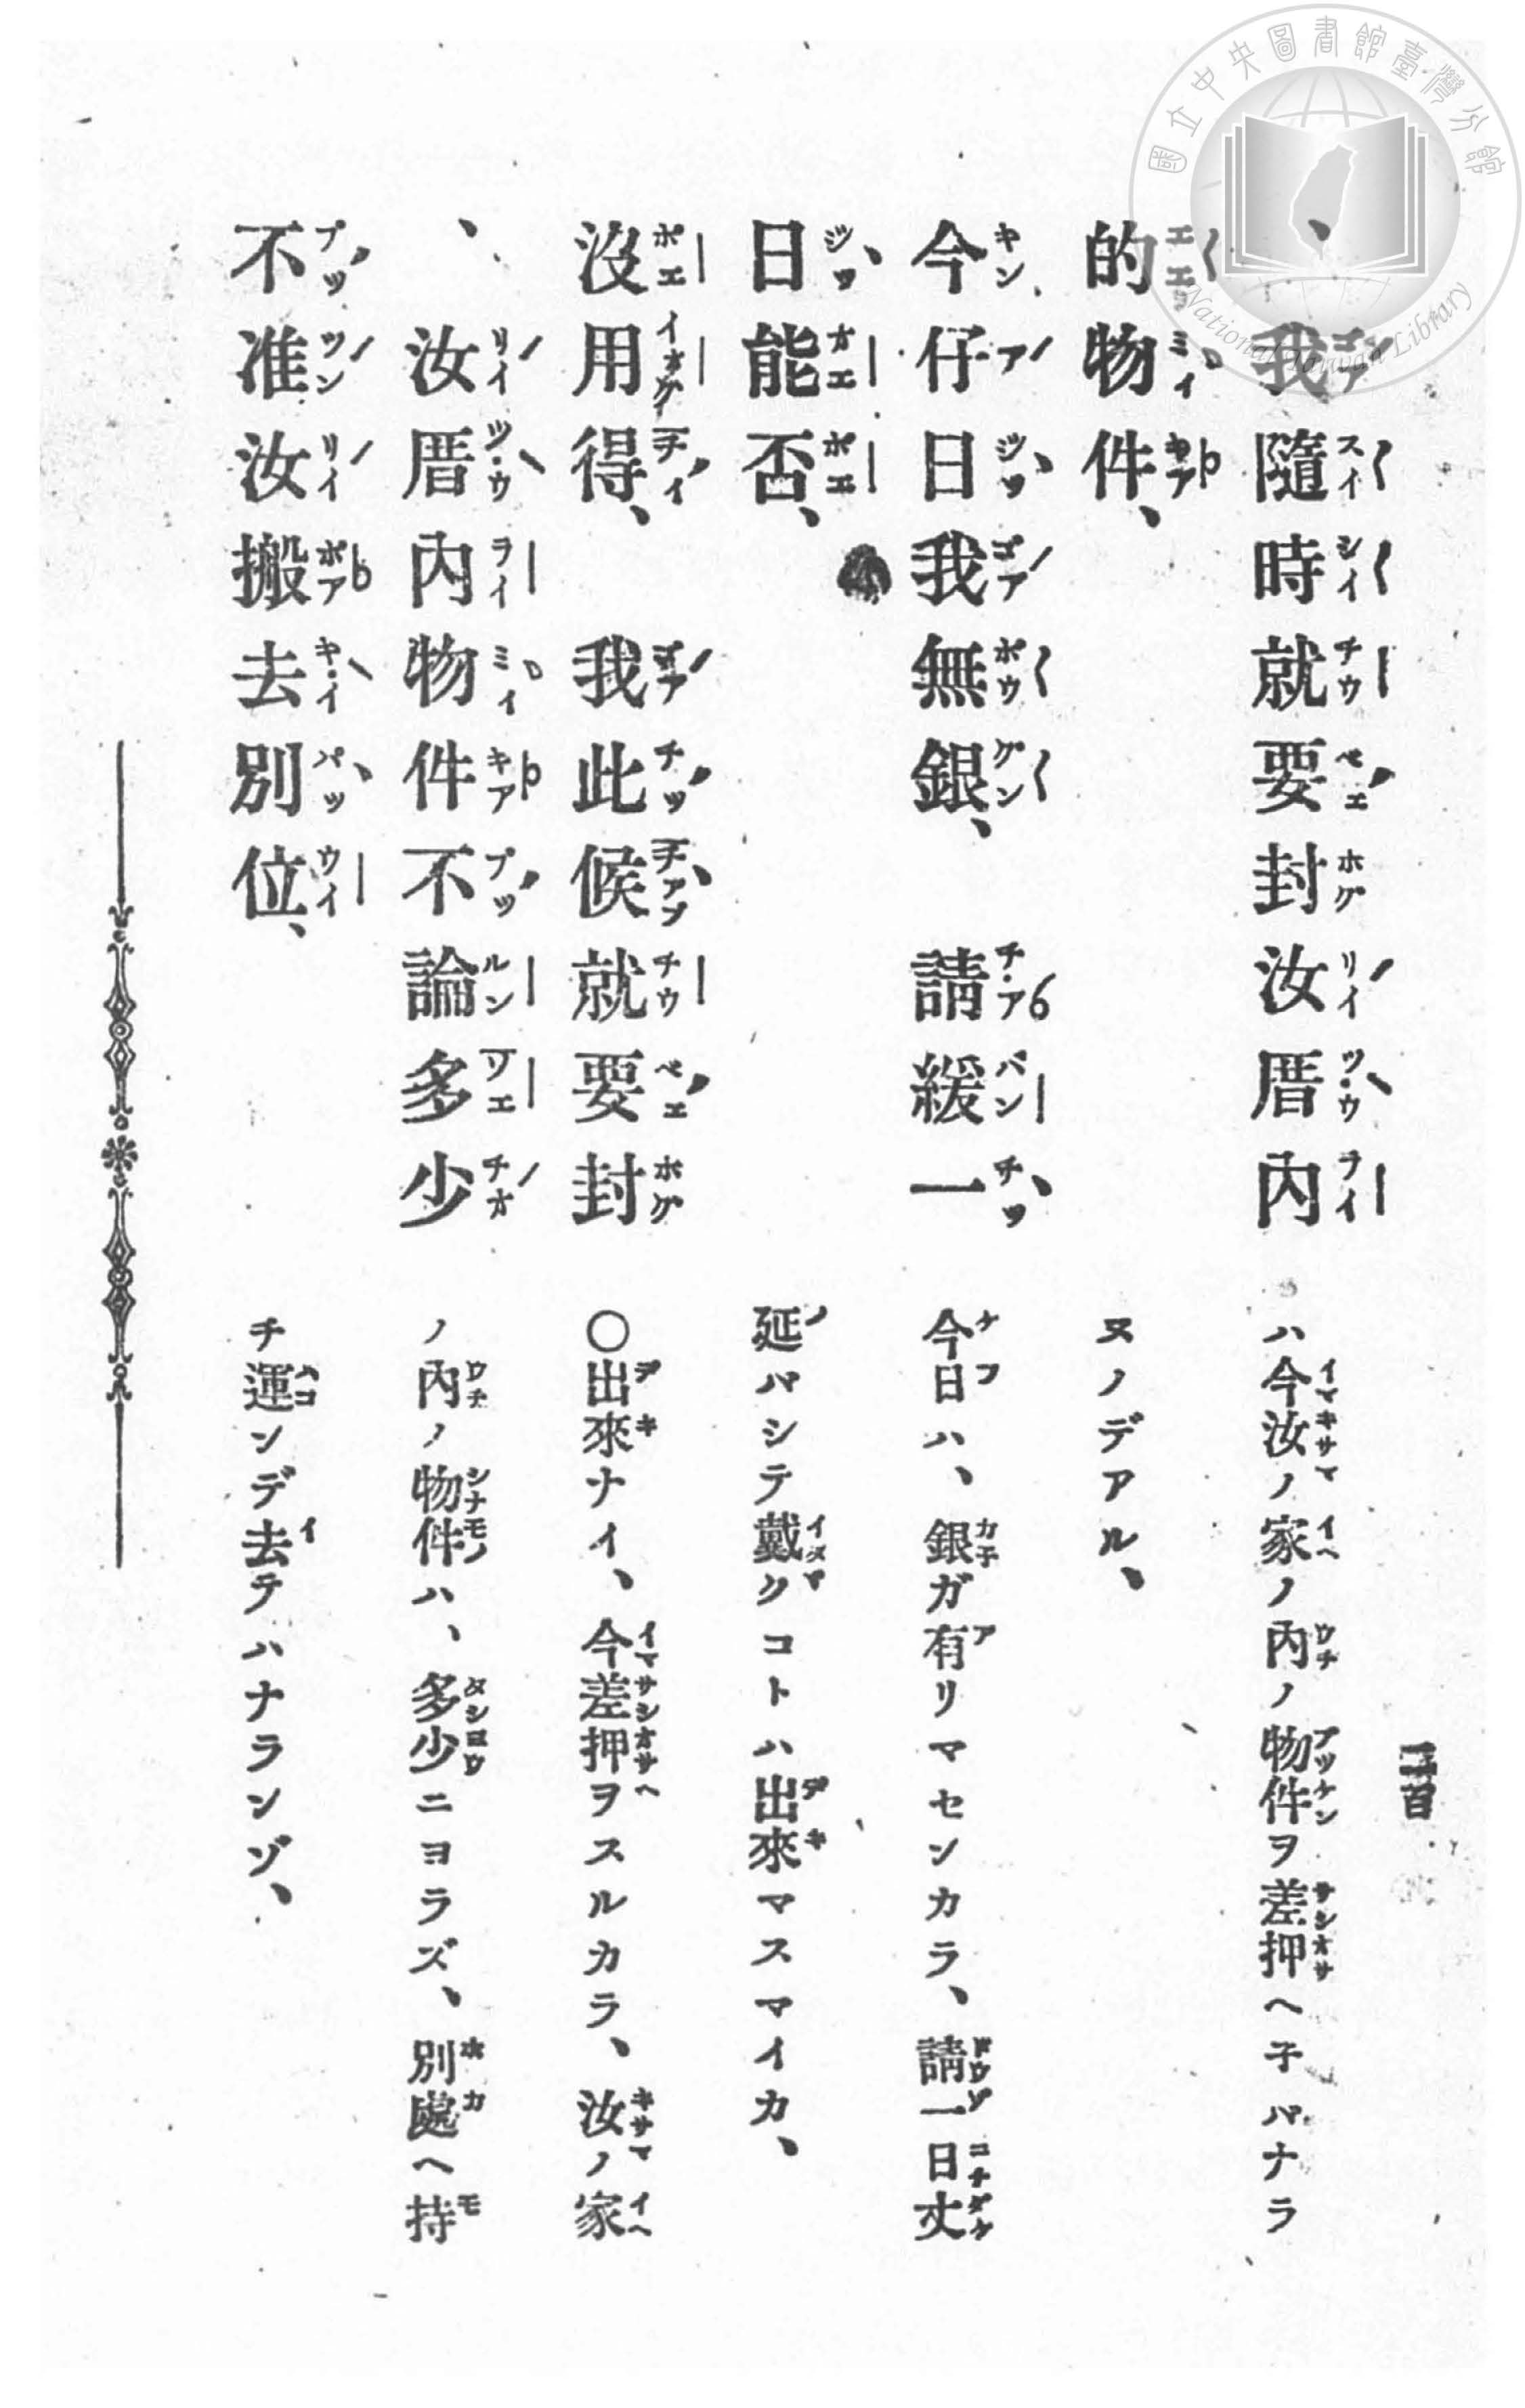 國立中央圖書館臺灣分館
National Taiwan Library
二百
、我隨時就要封汝厝內
ハ今汝ノ家ノ內ノ物件ヲ差押ヘ子バナラ
的物件、
ヌノデアル、
今仔日我無銀、請緩一
今日ハ、銀ガ有リマセンカラ、請一日丈
日能否、
延バシテ戴クコトハ出來マスマイカ、
沒用得、我此候就要封
〇出來ナイ、今差押ヲスルカラ、汝ノ家
、汝厝內物件不論多少
ノ內ノ物件ハ、多少ニヨラズ、別處ヘ持
不准汝搬去別位、
チ運ンデ去テハナランゾ、